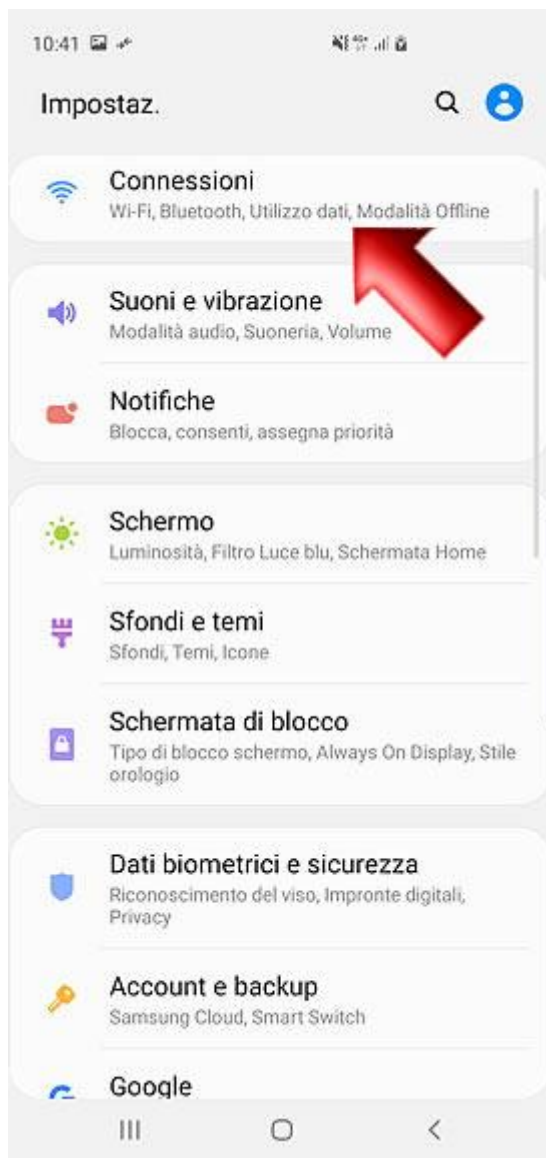 10:41
Impostaz.
Connessioni
Wi-Fi, Bluetooth, Utilizzo dati, Modalità Offline
Suoni e vibrazione
Modalità audio, Suoneria, Volume
Notifiche
Blocca, consenti, assegna priorità
Schermo
Luminosità, Filtro Luce blu, Schermata Home
Sfondi e temi
Sfondi, Temi, Icone
Schermata di blocco
Tipo di blocco schermo, Always On Display, Stile
orologio
Dati biometrici e sicurezza
Riconoscimento del viso, Impronte digitali,
Privacy
Account e backup
Samsung Cloud, Smart Switch
Google